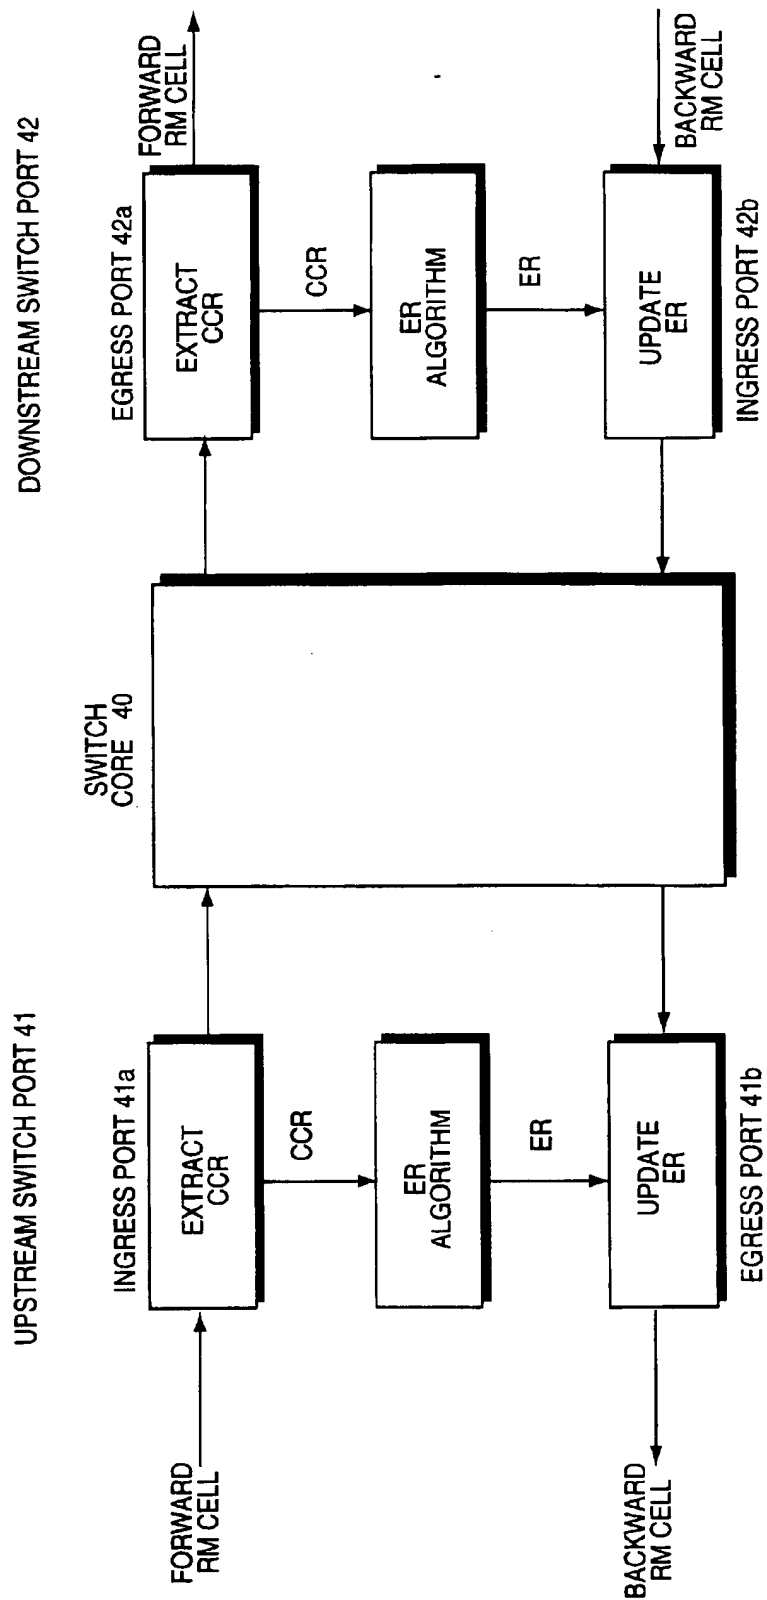 UPSTREAM SWITCH PORT 41
DOWNSTREAM SWITCH PORT 42
INGRESS PORT 41a
SWITCH
CORE 40
EGRESS PORT 42a
FORWARD
RM CELL
EXTRACT
CCR
EXTRACT
CCR
FORWARD
RM CELL
CCR
CCR
ER
ALGORITHM
ER
ALGORITHM
ER
ER
BACKWARD
RM CELL
UPDATE
ER
UPDATE
ER
BACKWARD
RM CELL
EGRESS PORT 41b
INGRESS PORT 42b